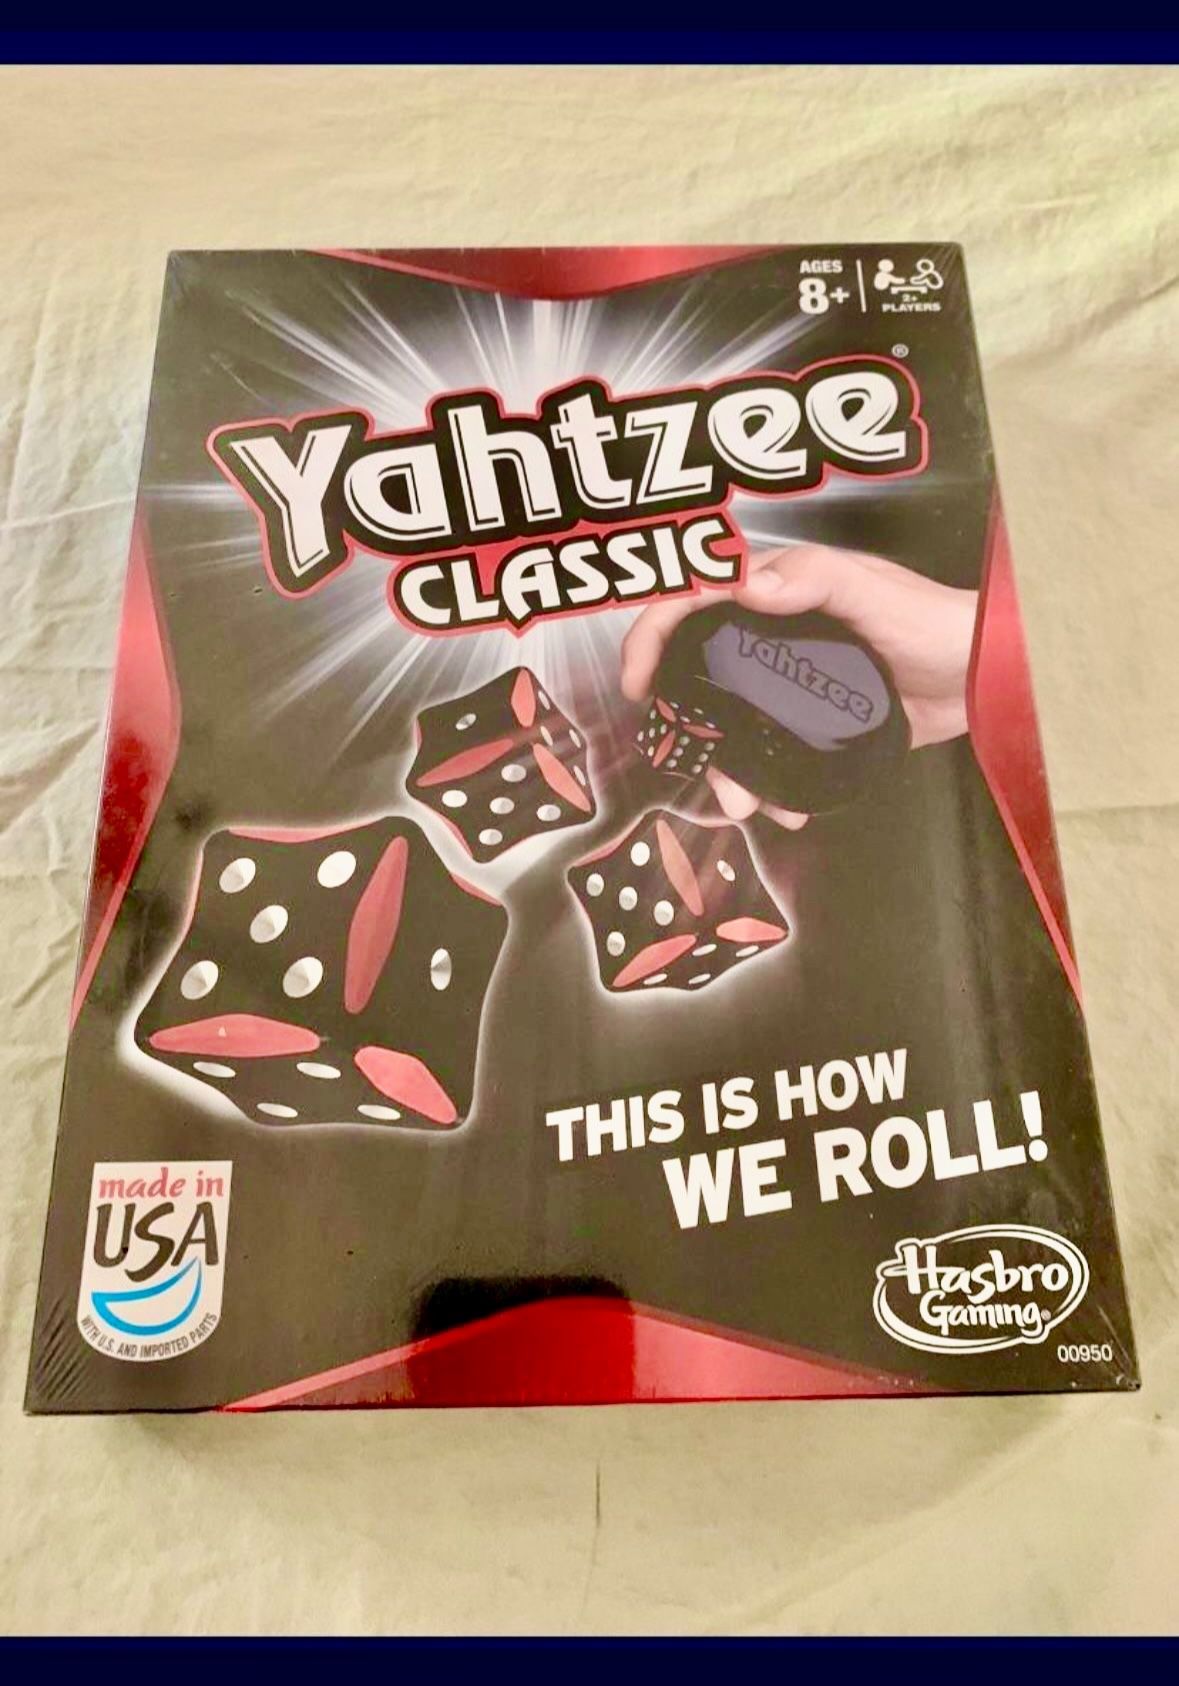 AGES
8+
2+
PLAYERS
Yahtzee®
CLASSIC
Yahtzee
THIS IS HOW
WE ROLL!
made in
USA
WITH U.S. AND IMPORTED PARTS
Hasbro
Gaming®
00950